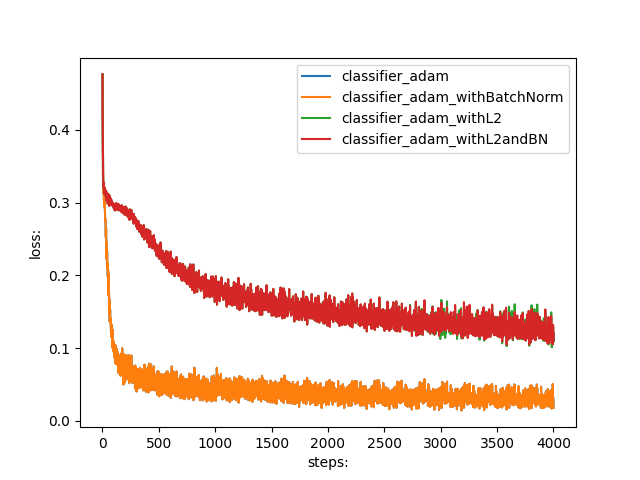 classifier_adam
classifier_adam_withBatchNorm
classifier_adam_withL2
classifier_adam_withL2andBN
0.4
0.3
0.2
0.1
0.0
loss:
0 500 1000 1500 2000 2500 3000 3500 4000
steps: